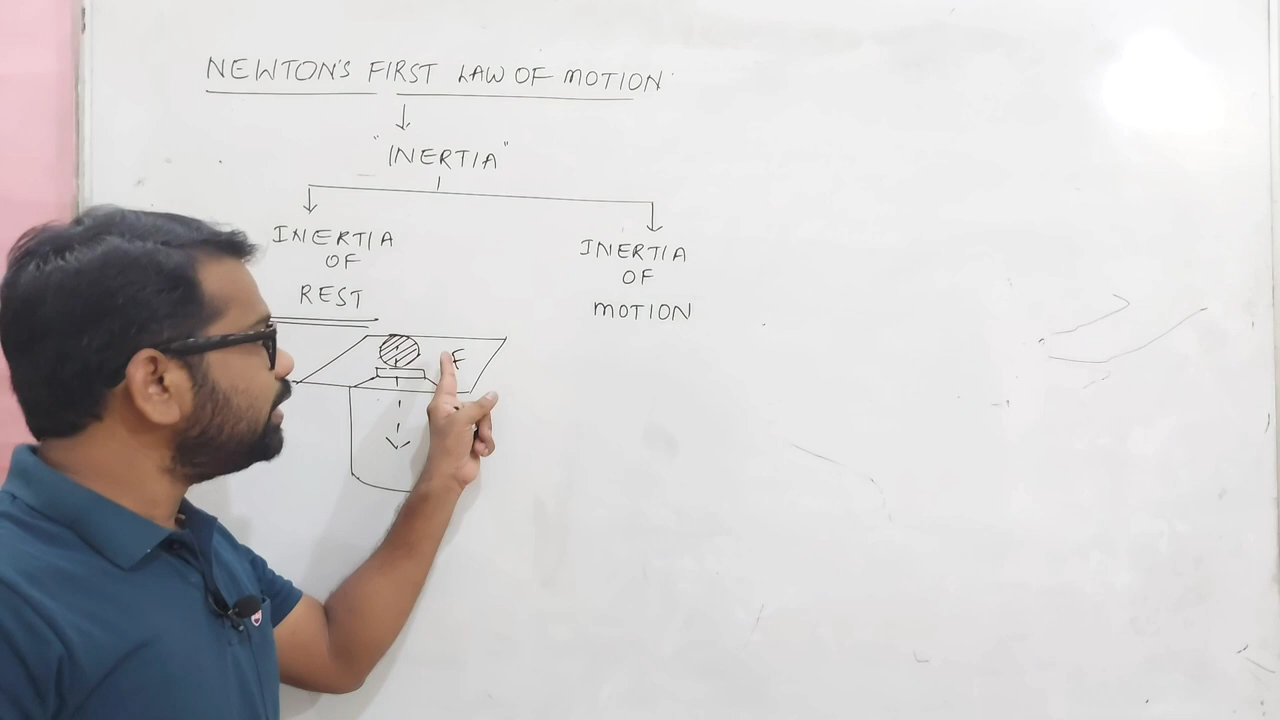 NEWTON'S FIRST LAW OF MOTION
"INERTIA"
INERTIA
OF
REST
INERTIA
OF
MOTION
F